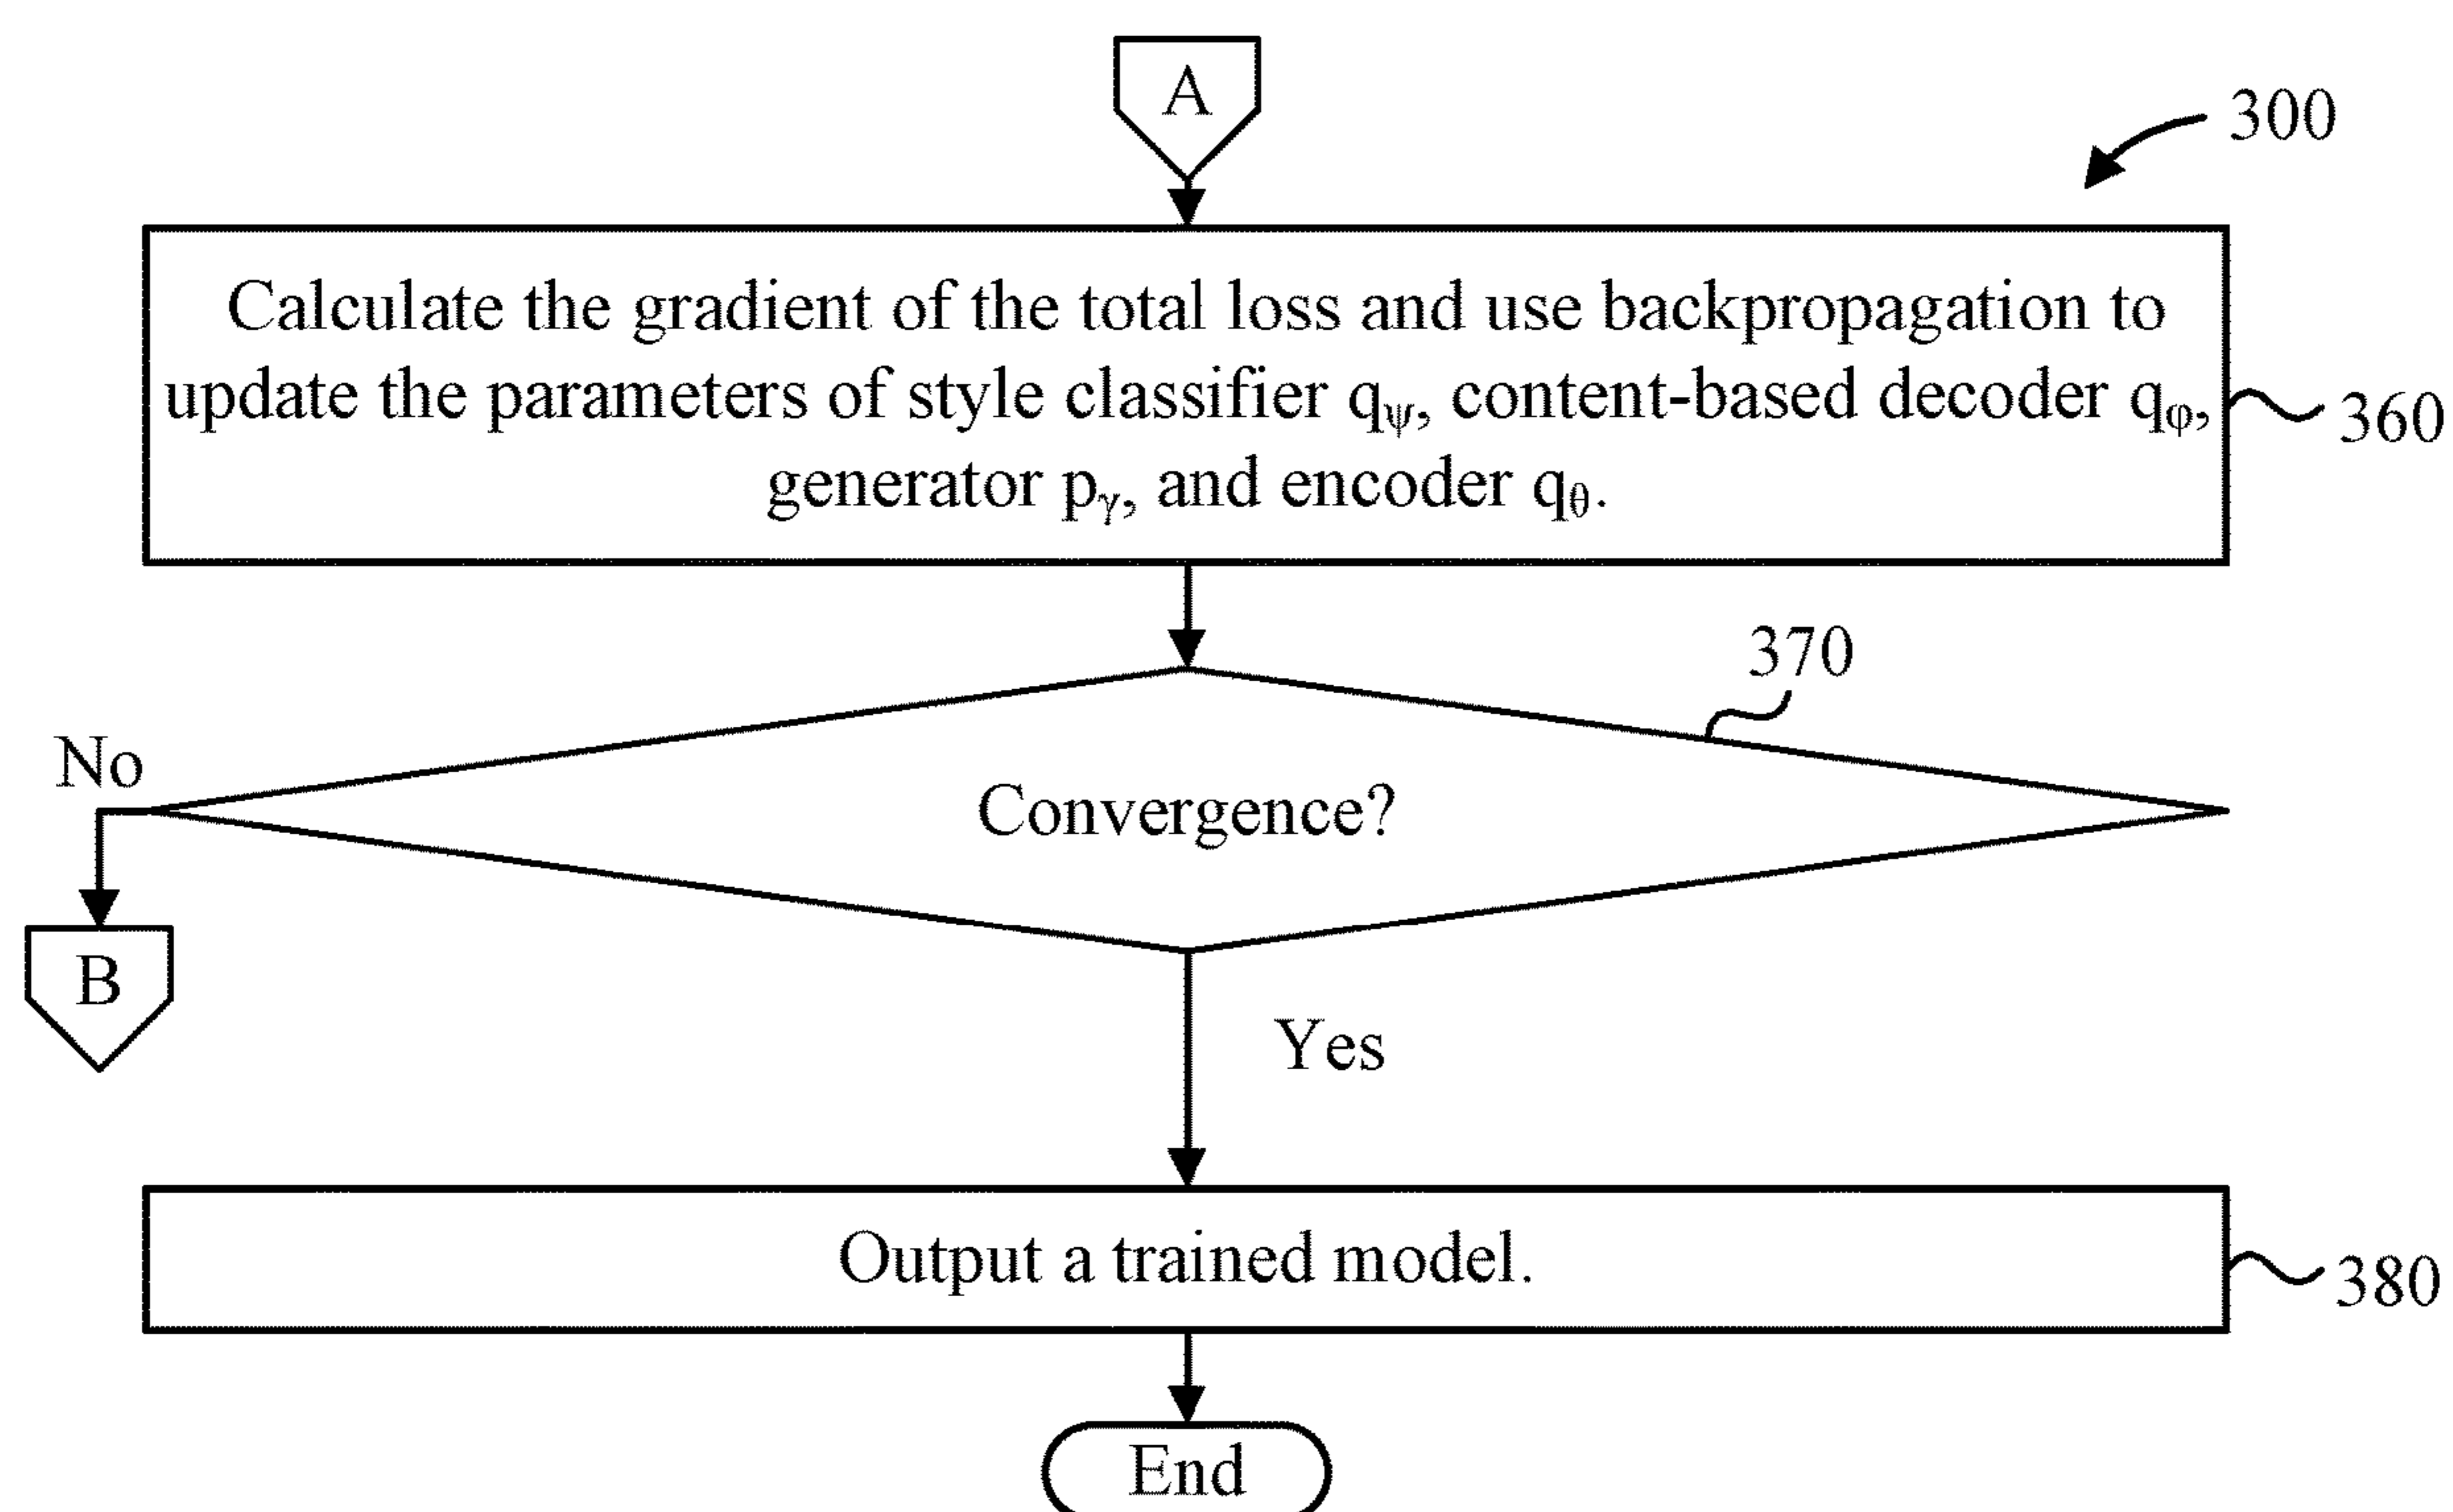 A
300
Calculate the gradient of the total loss and use backpropagation to
update the parameters of style classifier qψ, content-based decoder qφ,
generator pγ, and encoder qθ.
360
370
No
Convergence?
B
Yes
Output a trained model.
380
End